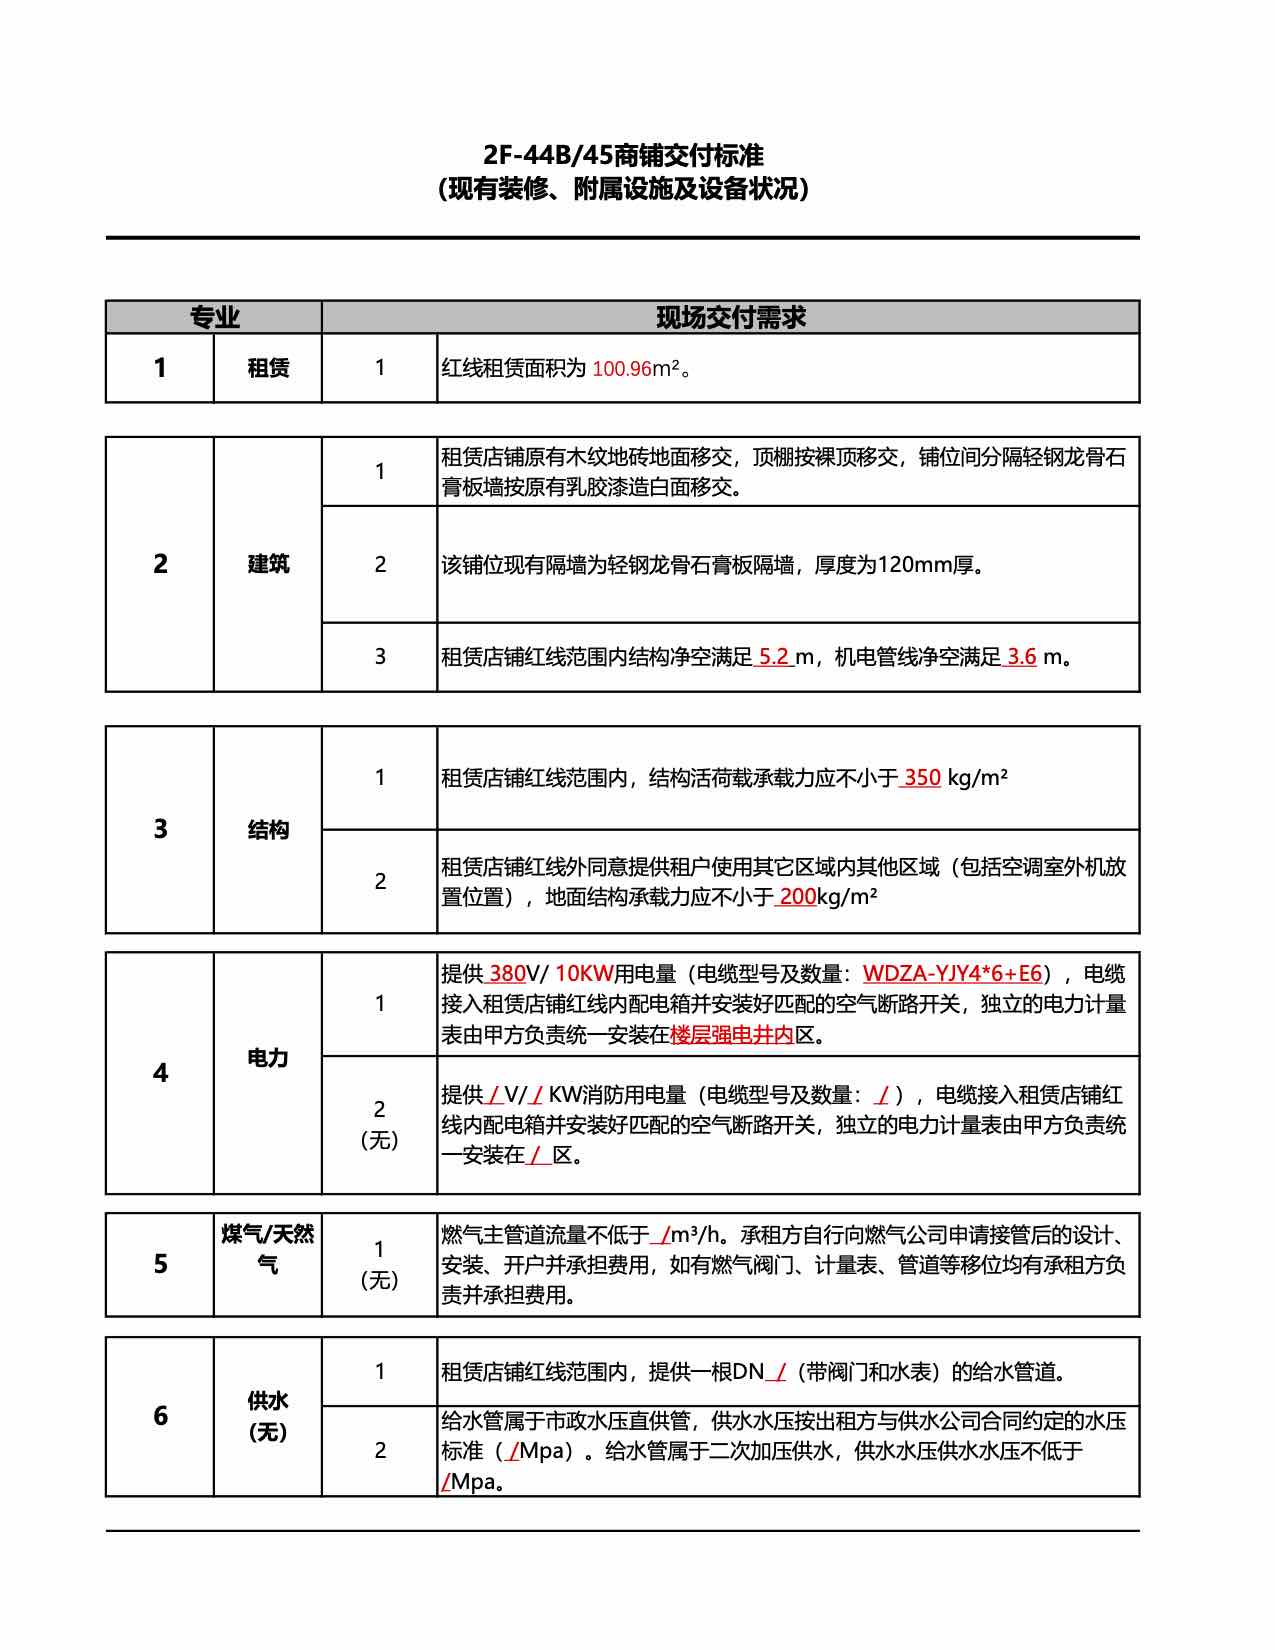 2F-44B/45商铺交付标准
（现有装修、附属设施及设备状况）
专业
现场交付需求
1
租赁
1
红线租赁面积为 100.96m²。
2
建筑
1
租赁店铺原有木纹地砖地面移交，顶棚按裸顶移交，铺位间分隔轻钢龙骨石
膏板墙按原有乳胶漆造白面移交。
2
该铺位现有隔墙为轻钢龙骨石膏板隔墙，厚度为120mm厚。
3
租赁店铺红线范围内结构净空满足 5.2 m，机电管线净空满足 3.6 m。
3
结构
1
租赁店铺红线范围内，结构活荷载承载力应不小于 350 kg/m²
2
租赁店铺红线外同意提供租户使用其它区域内其他区域（包括空调室外机放
置位置），地面结构承载力应不小于 200kg/m²
4
电力
1
提供 380V/ 10KW用电量（电缆型号及数量：WDZA-YJY4*6+E6），电缆
接入租赁店铺红线内配电箱并安装好匹配的空气断路开关，独立的电力计量
表由甲方负责统一安装在楼层强电井内区。
2
（无）
提供 / V/ / KW消防用电量（电缆型号及数量： / ），电缆接入租赁店铺红
线内配电箱并安装好匹配的空气断路开关，独立的电力计量表由甲方负责统
一安装在 / 区。
5
煤气/天然
气
1
（无）
燃气主管道流量不低于 /m³/h。承租方自行向燃气公司申请接管后的设计、
安装、开户并承担费用，如有燃气阀门、计量表、管道等移位均有承租方负
责并承担费用。
6
供水
（无）
1
租赁店铺红线范围内，提供一根DN /（带阀门和水表）的给水管道。
2
给水管属于市政水压直供管，供水水压按出租方与供水公司合同约定的水压
标准（ /Mpa）。给水管属于二次加压供水，供水水压供水水压不低于
/Mpa。